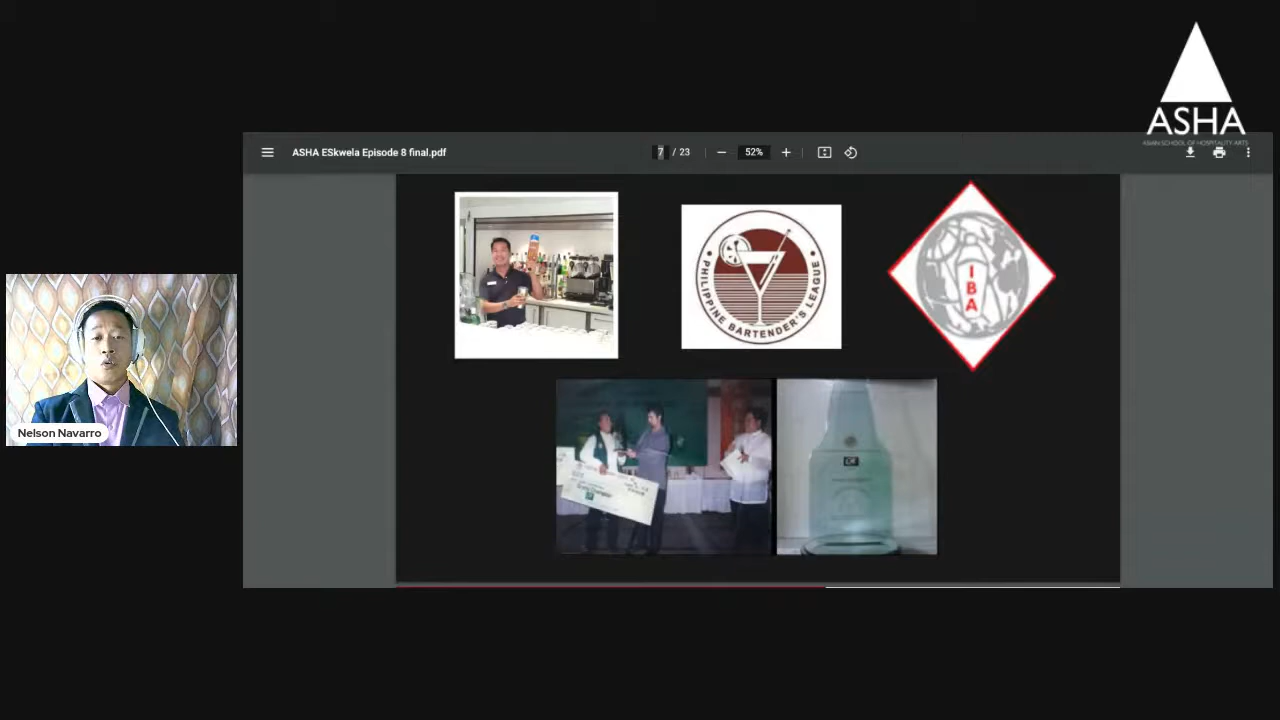 ASHA
ASIAN SCHOOL OF HOSPITALITY ARTS
ASHA ESkwela Episode 8 final.pdf
7 / 23
52%
PHILIPPINE BARTENDER'S LEAGUE
I
B
A
Nelson Navarro